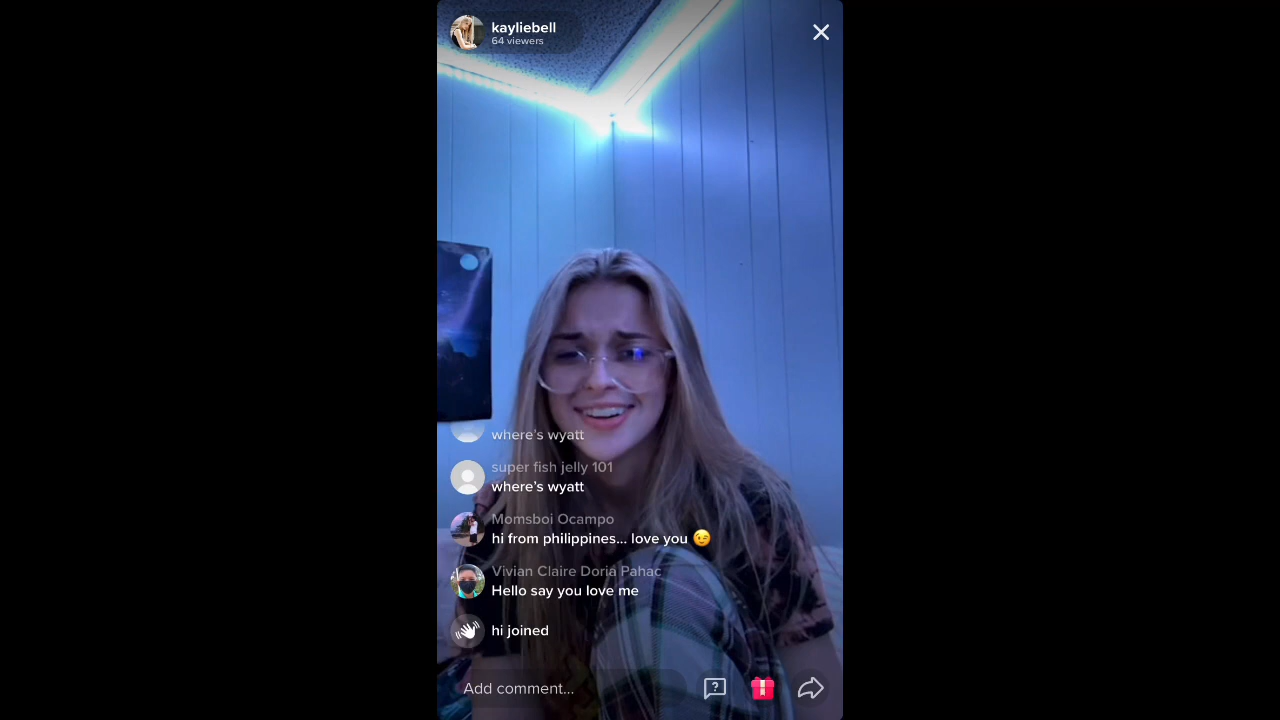 kayliebell
64 viewers
where's wyatt
super fish jelly 101
where's wyatt
Momsboi Ocampo
hi from philippines... love you 😉
Vivian Claire Doria Pahac
Hello say you love me
hi joined
Add comment...
?